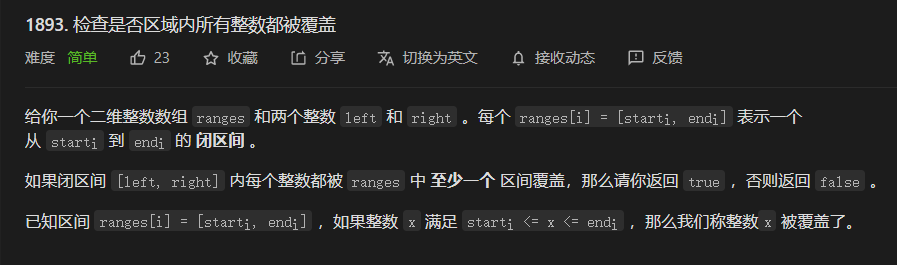 1893. 检查是否区域内所有整数都被覆盖
难度 简单 23 收藏 分享 切换为英文 接收动态 反馈
给你一个二维整数数组 ranges 和两个整数 left 和 right 。每个 ranges[i] = [starti, endi] 表示一个
从 starti 到 endi 的 闭区间 。
如果闭区间 [left, right] 内每个整数都被 ranges 中 至少一个 区间覆盖，那么请你返回 true ，否则返回 false 。
已知区间 ranges[i] = [starti, endi] ，如果整数 x 满足 starti <= x <= endi ，那么我们称整数x 被覆盖了。